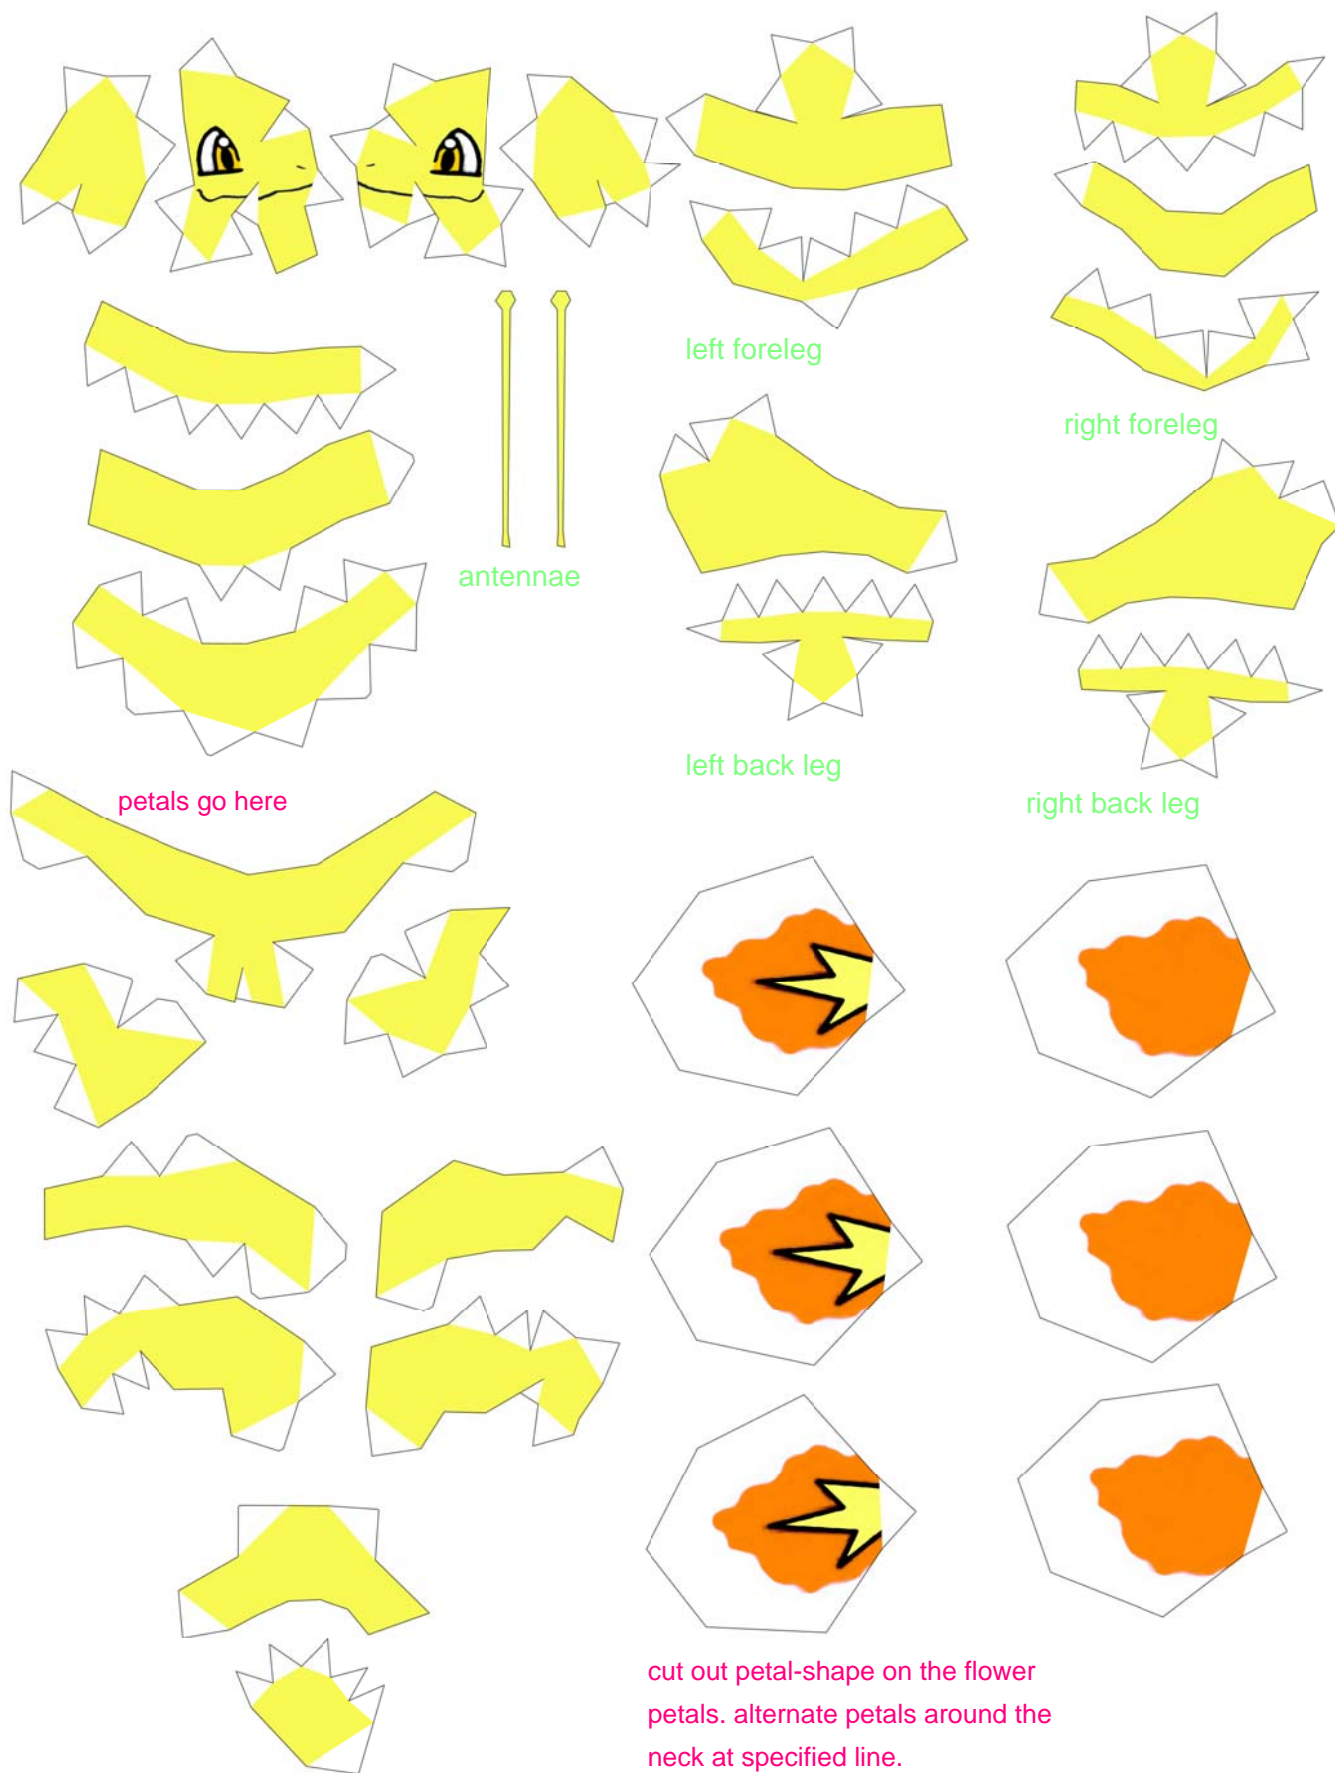 left foreleg
right foreleg
antennae
left back leg
petals go here
right back leg
cut out petal-shape on the flower
petals. alternate petals around the
neck at specified line.